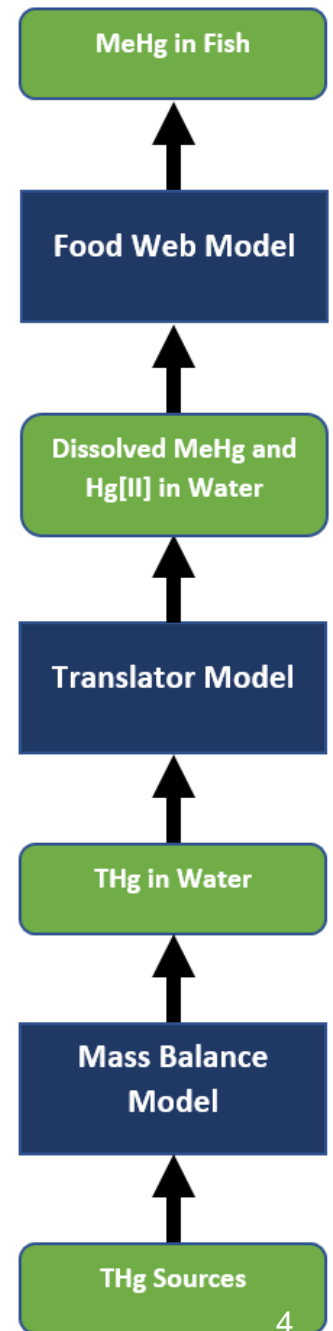 MeHg in Fish
Food Web Model
Dissolved MeHg and
Hg[II] in Water
Translator Model
THg in Water
Mass Balance
Model
THg Sources
4